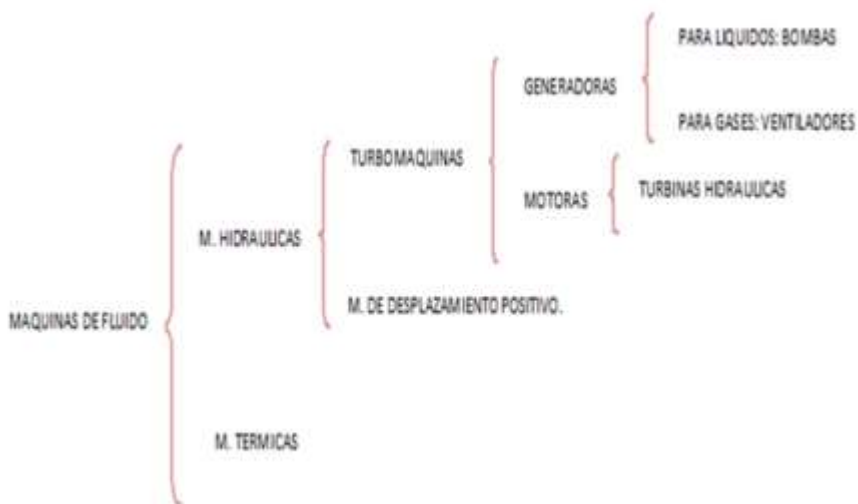 PARA LIQUIDOS: BOMBAS
GENERADORAS
PARA GASES: VENTILADORES
TURBOMAQUINAS
MOTORAS
TURBINAS HIDRAULICAS
M. HIDRAULICAS
M. DE DESPLAZAMIENTO POSITIVO.
MAQUINAS DE FLUIDO
M. TERMICAS